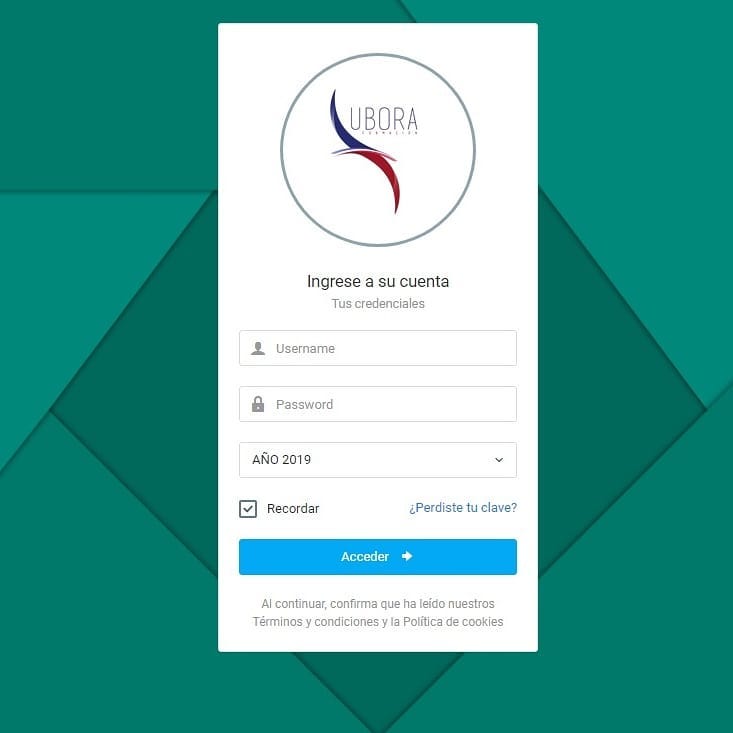 UBORA
FORMACIÓN
Ingrese a su cuenta
Tus credenciales
Username
Password
AÑO 2019
Recordar
¿Perdiste tu clave?
Acceder
Al continuar, confirma que ha leído nuestros
Términos y condiciones y la Política de cookies